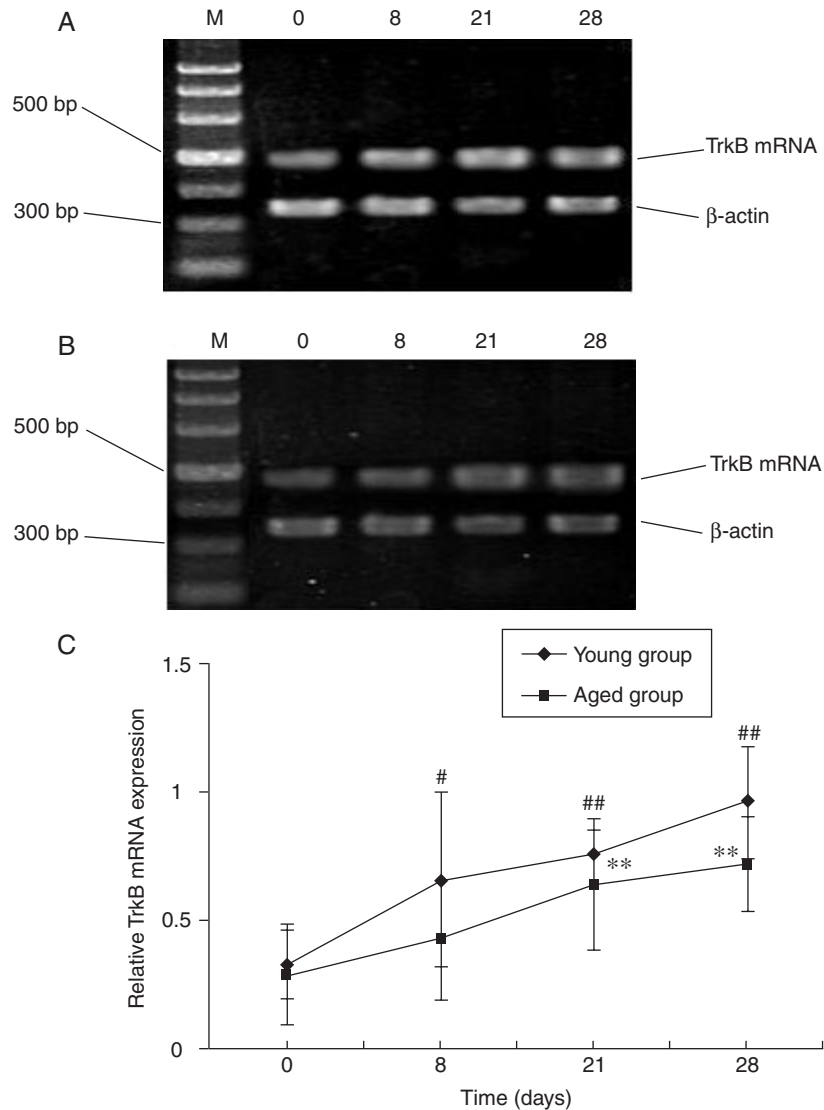 A
M 0 8 21 28
500 bp
300 bp
TrkB mRNA
β-actin
B
M 0 8 21 28
500 bp
300 bp
TrkB mRNA
β-actin
C
Young group
Aged group
Relative TrkB mRNA expression
1.5
1
0.5
0
#
##
##
**
**
0 8 21 28
Time (days)